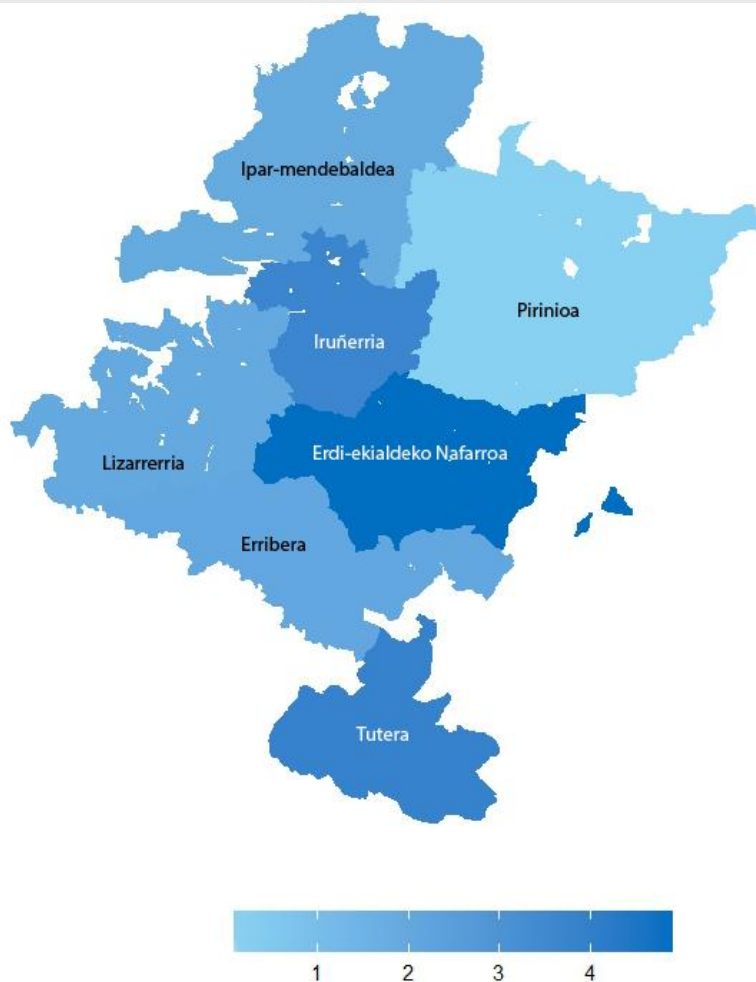 Ipar-mendebaldea
Pirinioa
Iruñerria
Erdi-ekialdeko Nafarroa
Lizarrerria
Erribera
Tutera
1 2 3 4